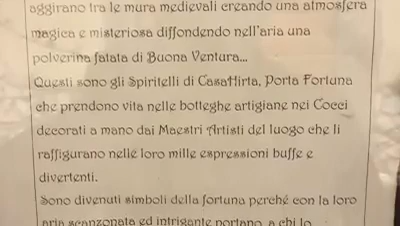 aggirano tra le mura medievali creando una atmosfera
magica e misteriosa diffondendo nell'aria una
polverina fatata di Buona Ventura...
Questi sono gli Spiritelli di CasaHirta, Porta Fortuna
che prendono vita nelle botteghe artigiane nei Cocci
decorati a mano dai Maestri Artisti del luogo che li
raffigurano nelle loro mille espressioni buffe e
divertenti.
Sono divenuti simboli della fortuna perché con la loro
aria scanzonata ed intrigante portano, a chi lo